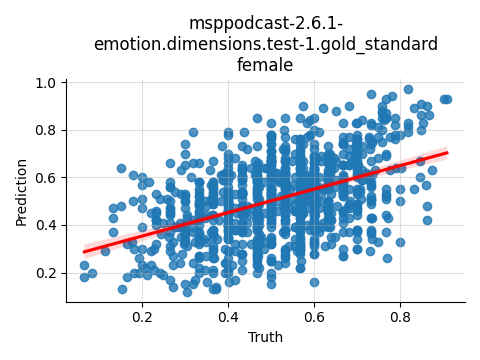 msppodcast-2.6.1-
emotion.dimensions.test-1.gold_standard
female
1.0
0.8
0.6
0.4
0.2
Prediction
0.2
0.4
0.6
0.8
Truth